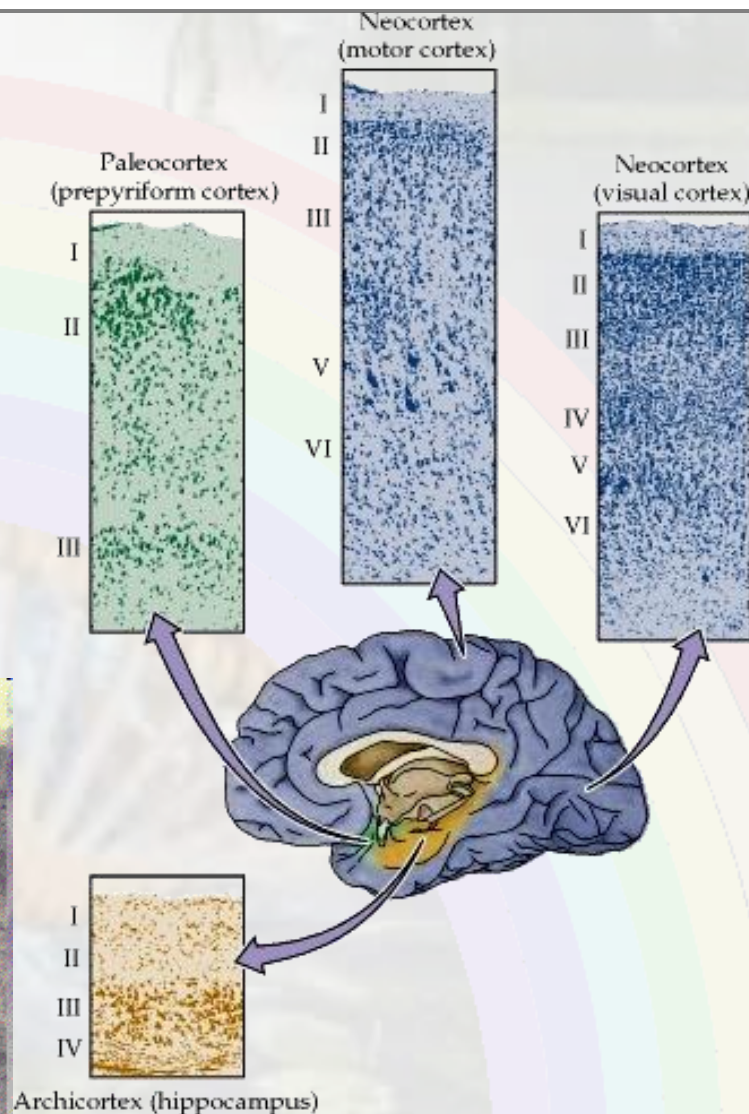 Neocortex
(motor cortex)
I
II
III
V
VI
Paleocortex
(prepyriform cortex)
I
II
III
Neocortex
(visual cortex)
I
II
III
IV
V
VI
I
II
III
IV
Archicortex (hippocampus)